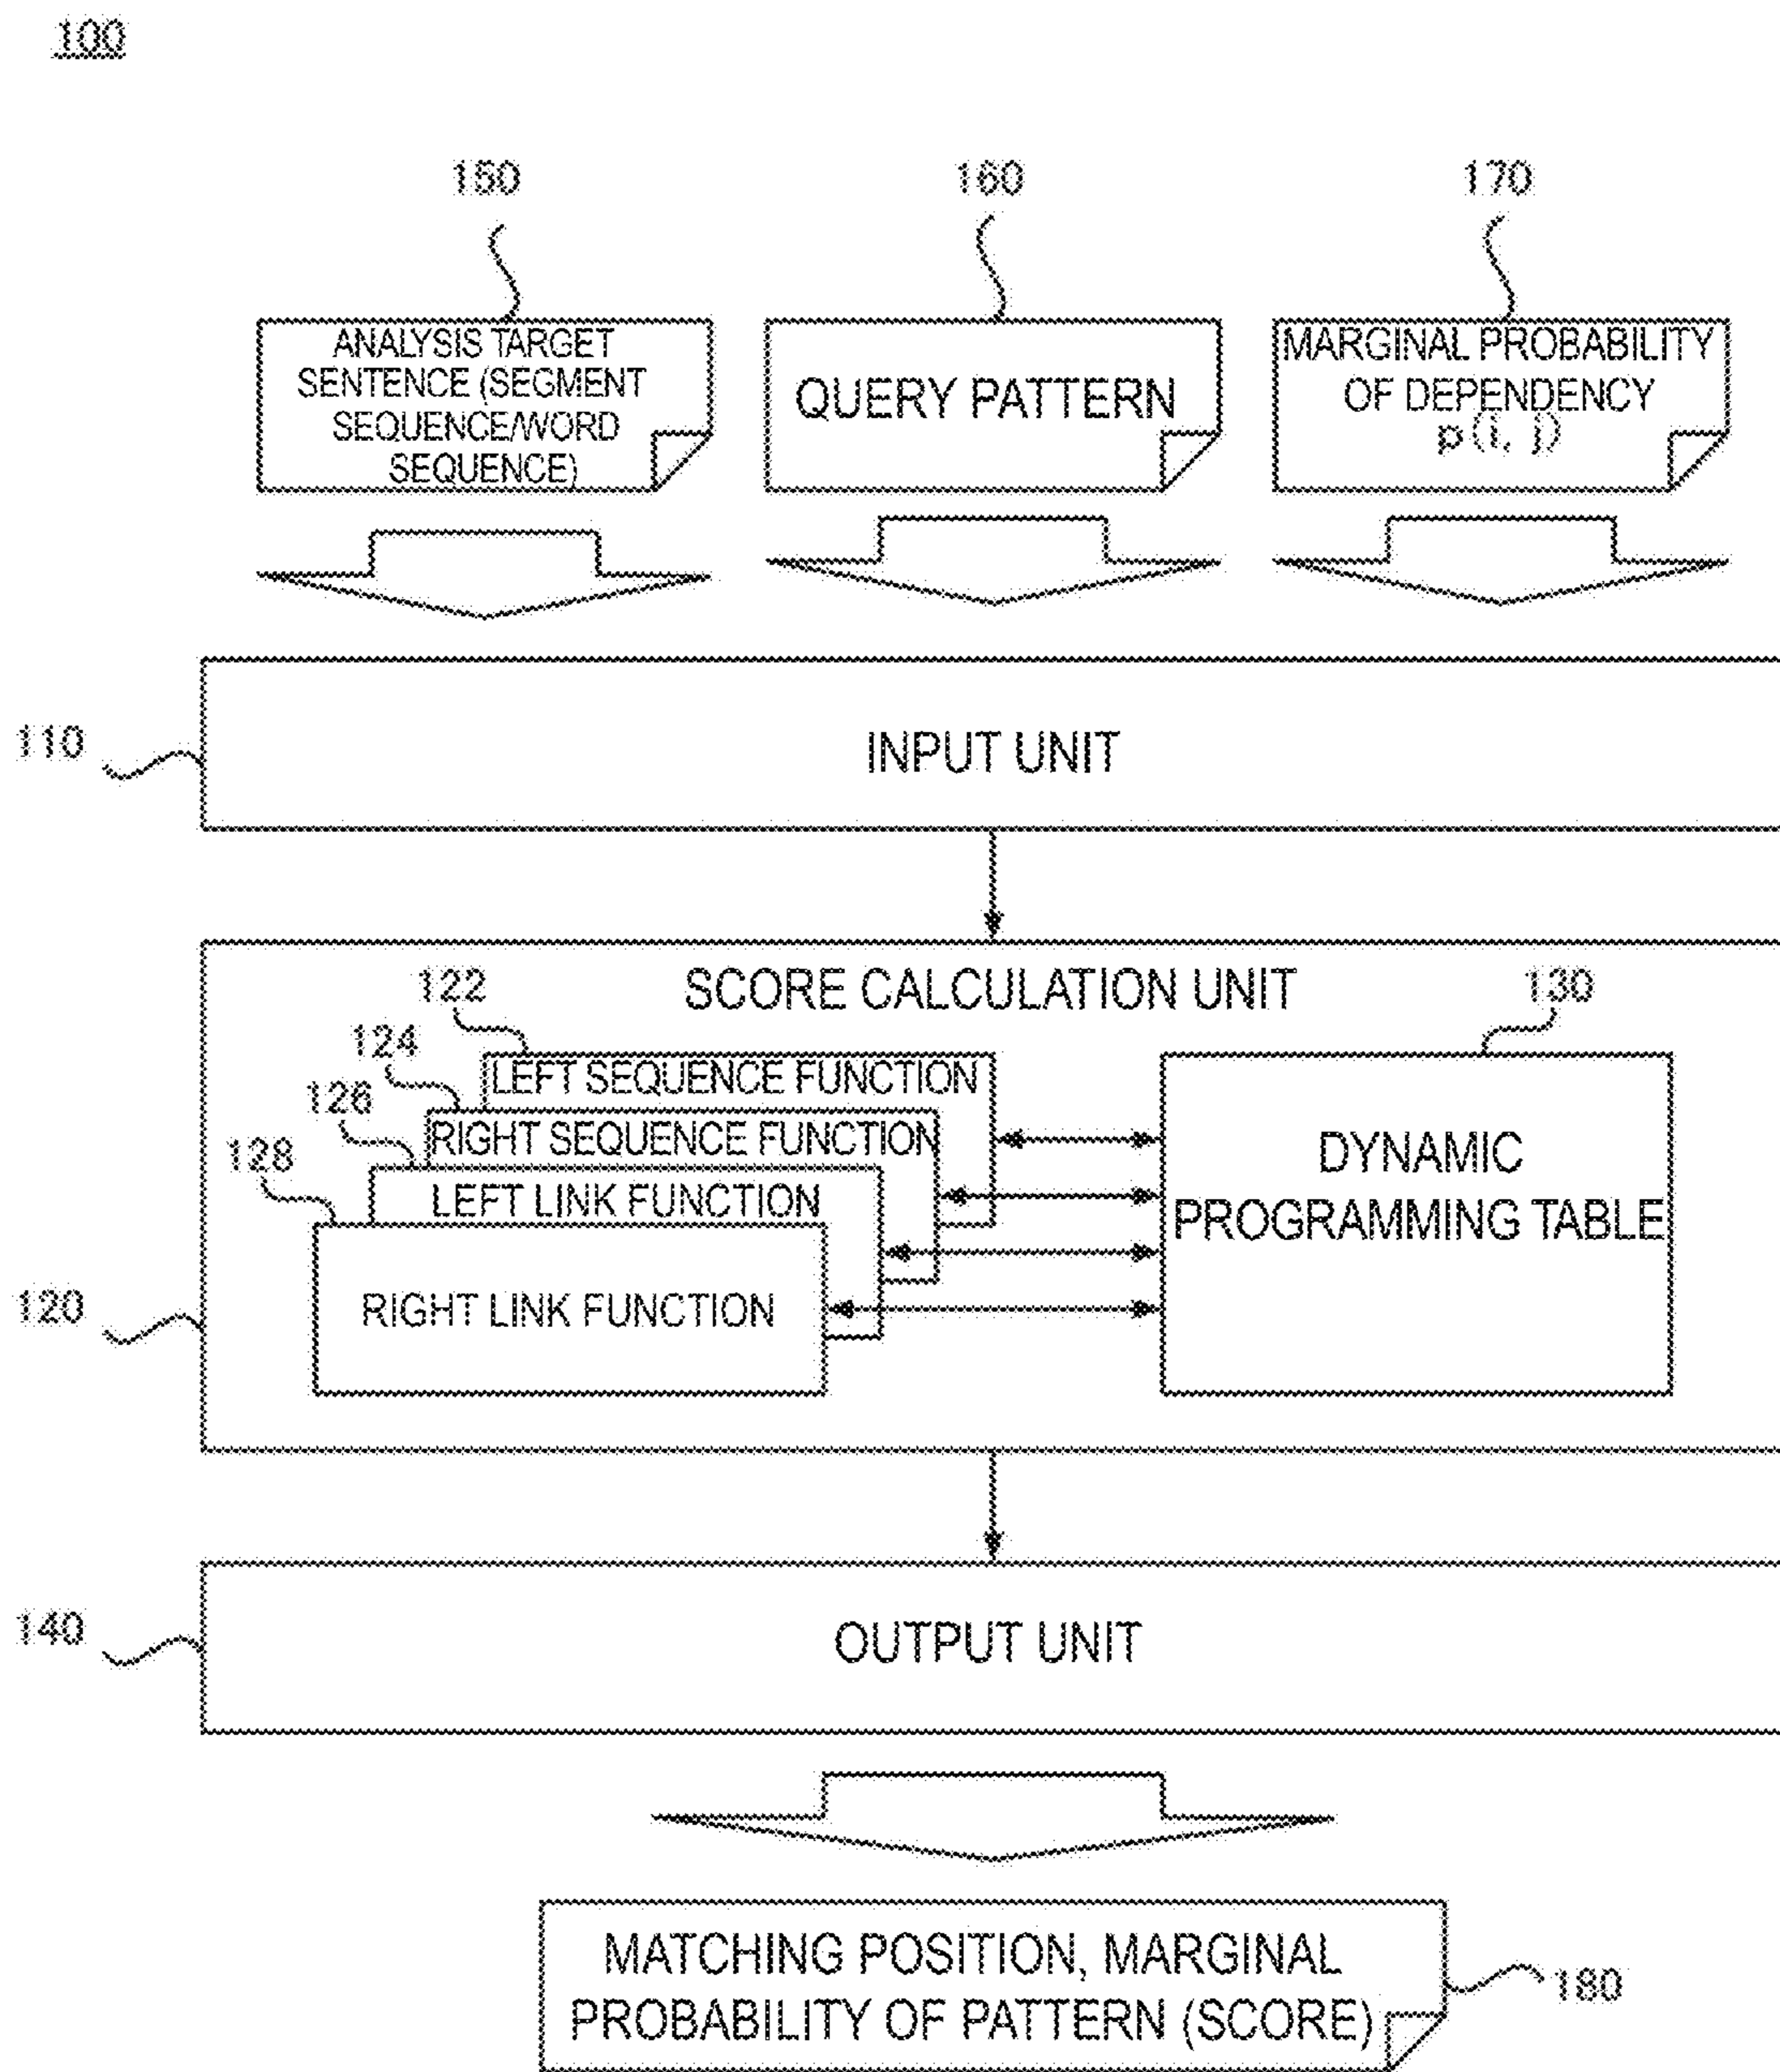 100
150
160
170
ANALYSIS TARGET
SENTENCE (SEGMENT
SEQUENCE/WORD
SEQUENCE)
QUERY PATTERN
MARGINAL PROBABILITY
OF DEPENDENCY
p(i, j)
110
INPUT UNIT
SCORE CALCULATION UNIT
122
124
126
128
130
LEFT SEQUENCE FUNCTION
RIGHT SEQUENCE FUNCTION
LEFT LINK FUNCTION
RIGHT LINK FUNCTION
DYNAMIC
PROGRAMMING TABLE
120
140
OUTPUT UNIT
MATCHING POSITION, MARGINAL
PROBABILITY OF PATTERN (SCORE)
180